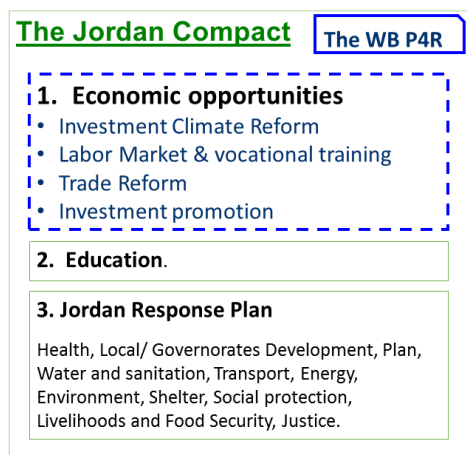 The Jordan Compact
The WB P4R
1. Economic opportunities
• Investment Climate Reform
• Labor Market & vocational training
• Trade Reform
• Investment promotion
2. Education.
3. Jordan Response Plan
Health, Local/ Governorates Development, Plan,
Water and sanitation, Transport, Energy,
Environment, Shelter, Social protection,
Livelihoods and Food Security, Justice.